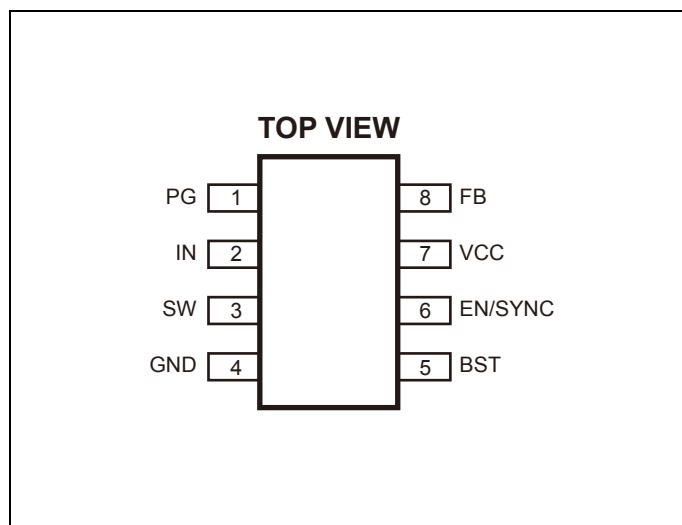 TOP VIEW
PG 1 8 FB
IN 2 7 VCC
SW 3 6 EN/SYNC
GND 4 5 BST